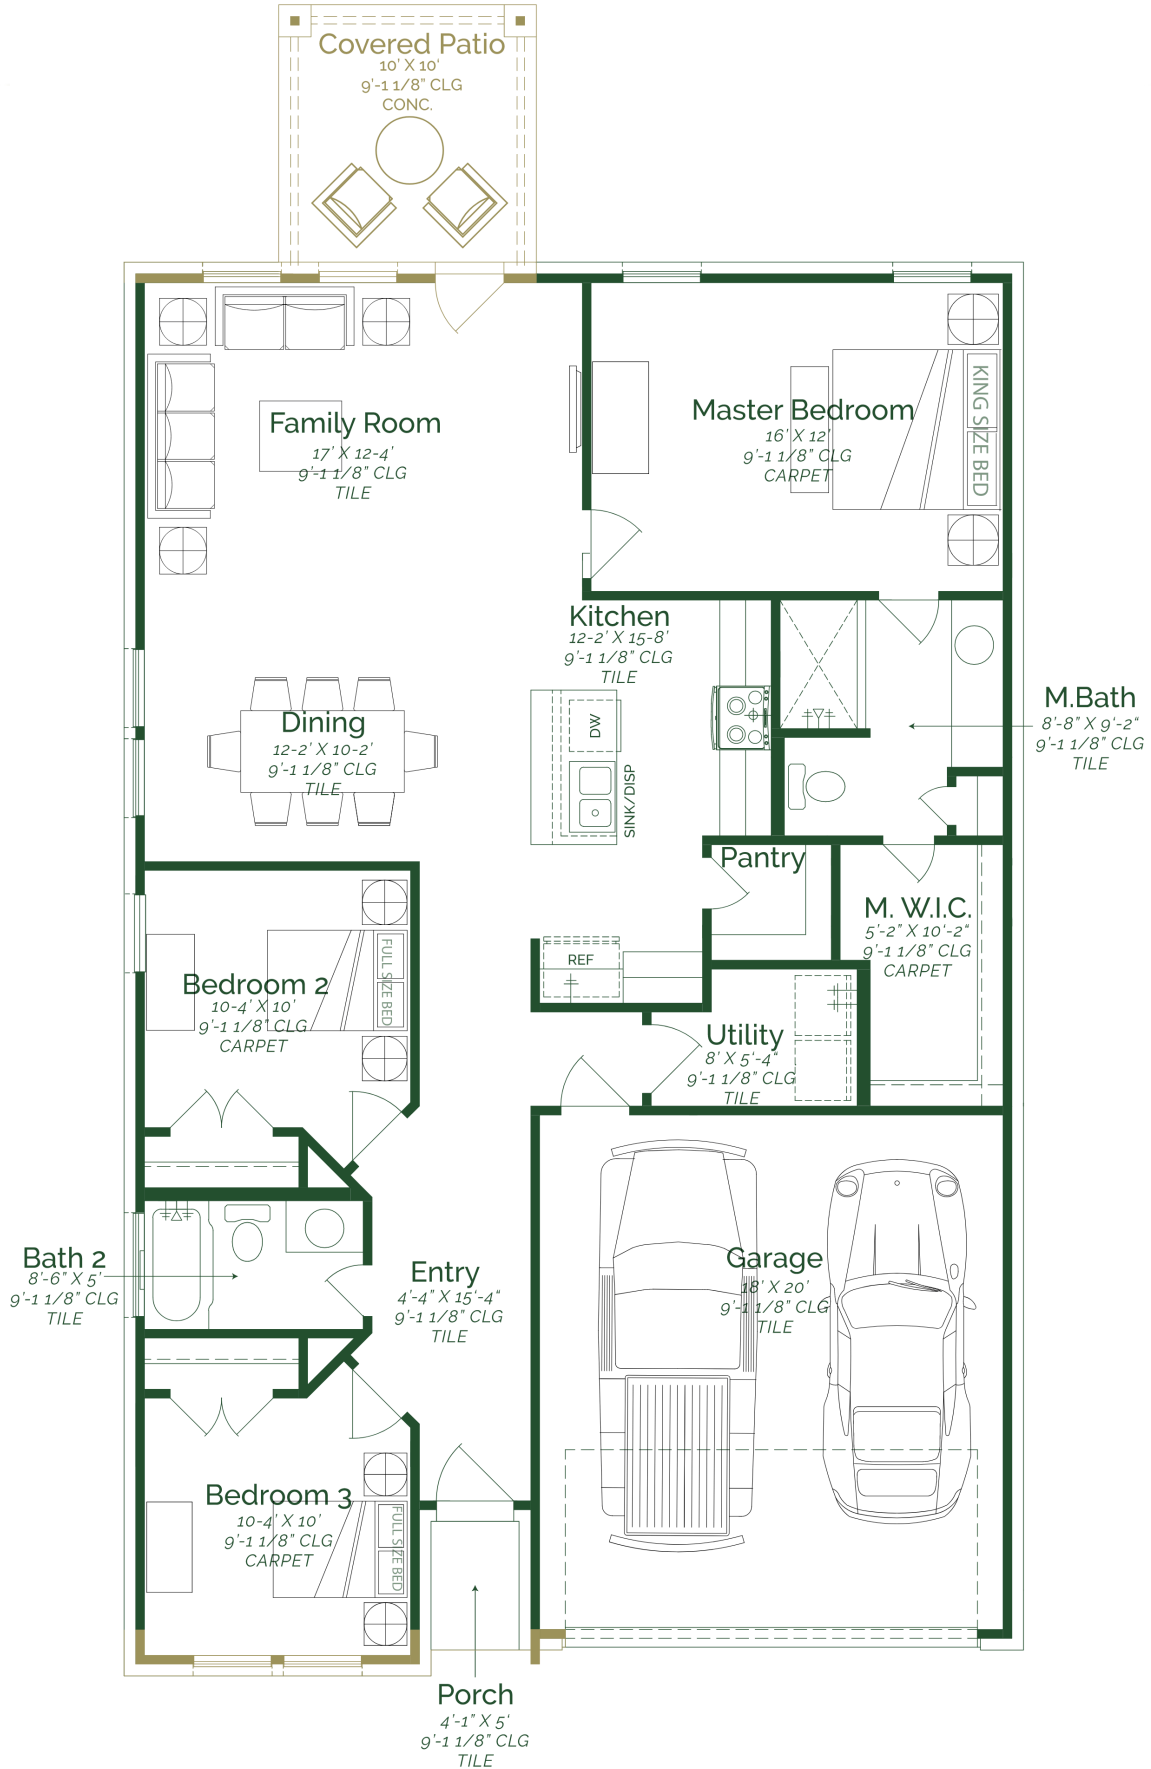 Covered Patio
10' X 10'
9'-1 1/8" CLG
CONC.
Family Room
17' X 12-4'
9'-1 1/8" CLG
TILE
Master Bedroom
16' X 12'
9'-1 1/8" CLG
CARPET
KING SIZE BED
Kitchen
12-2' X 15-8'
9'-1 1/8" CLG
TILE
DW
SINK/DISP
Dining
12-2' X 10-2'
9'-1 1/8" CLG
TILE
M.Bath
8'-8" X 9'-2"
9'-1 1/8" CLG
TILE
Pantry
M. W.I.C.
5'-2" X 10'-2"
9'-1 1/8" CLG
CARPET
REF
Bedroom 2
10-4' X 10'
9'-1 1/8" CLG
CARPET
FULL SIZE BED
Utility
8' X 5'-4"
9'-1 1/8" CLG
TILE
Bath 2
8'-6" X 5'
9'-1 1/8" CLG
TILE
Entry
4'-4" X 15'-4"
9'-1 1/8" CLG
TILE
Garage
18' X 20'
9'-1 1/8" CLG
TILE
Bedroom 3
10-4' X 10'
9'-1 1/8" CLG
CARPET
FULL SIZE BED
Porch
4'-1" X 5'
9'-1 1/8" CLG
TILE